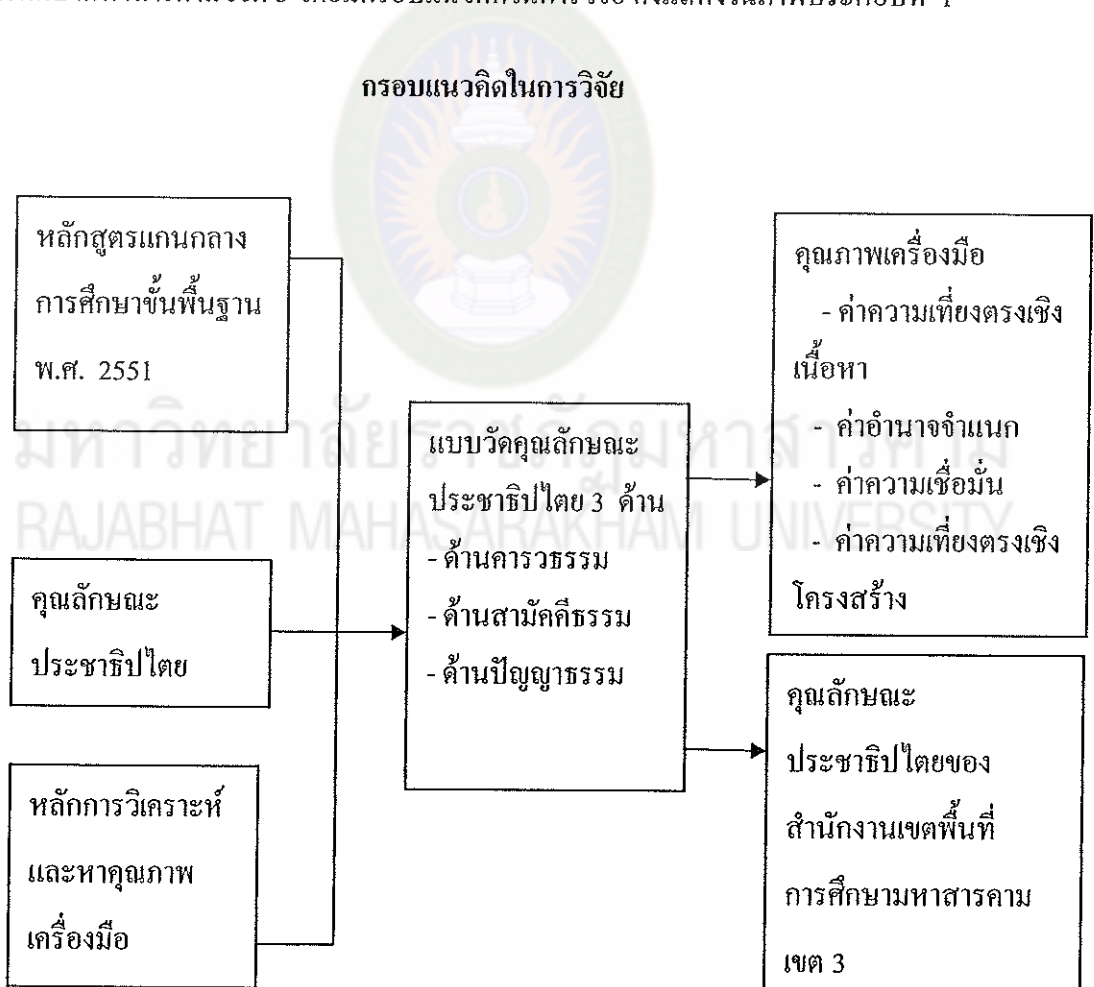 กรอบแนวคิดในการวิจัย
หลักสูตรแกนกลาง
การศึกษาขั้นพื้นฐาน
พ.ศ. 2551
คุณลักษณะ
ประชาธิปไตย
หลักการวิเคราะห์
และหาคุณภาพ
เครื่องมือ
แบบวัดคุณลักษณะ
ประชาธิปไตย 3 ด้าน
- ด้านคารวธรรม
- ด้านสามัคคีธรรม
- ด้านปัญญาธรรม
คุณภาพเครื่องมือ
- ค่าความเที่ยงตรงเชิง
เนื้อหา
- ค่าอำนาจจำแนก
- ค่าความเชื่อมั่น
- ค่าความเที่ยงตรงเชิง
โครงสร้าง
คุณลักษณะ
ประชาธิปไตยของ
สำนักงานเขตพื้นที่
การศึกษามหาสารคาม
เขต 3
มหาวิทยาลัยราชภัฏมหาสารคาม
RAJABHAT MAHASARAKHAM UNIVERSITY